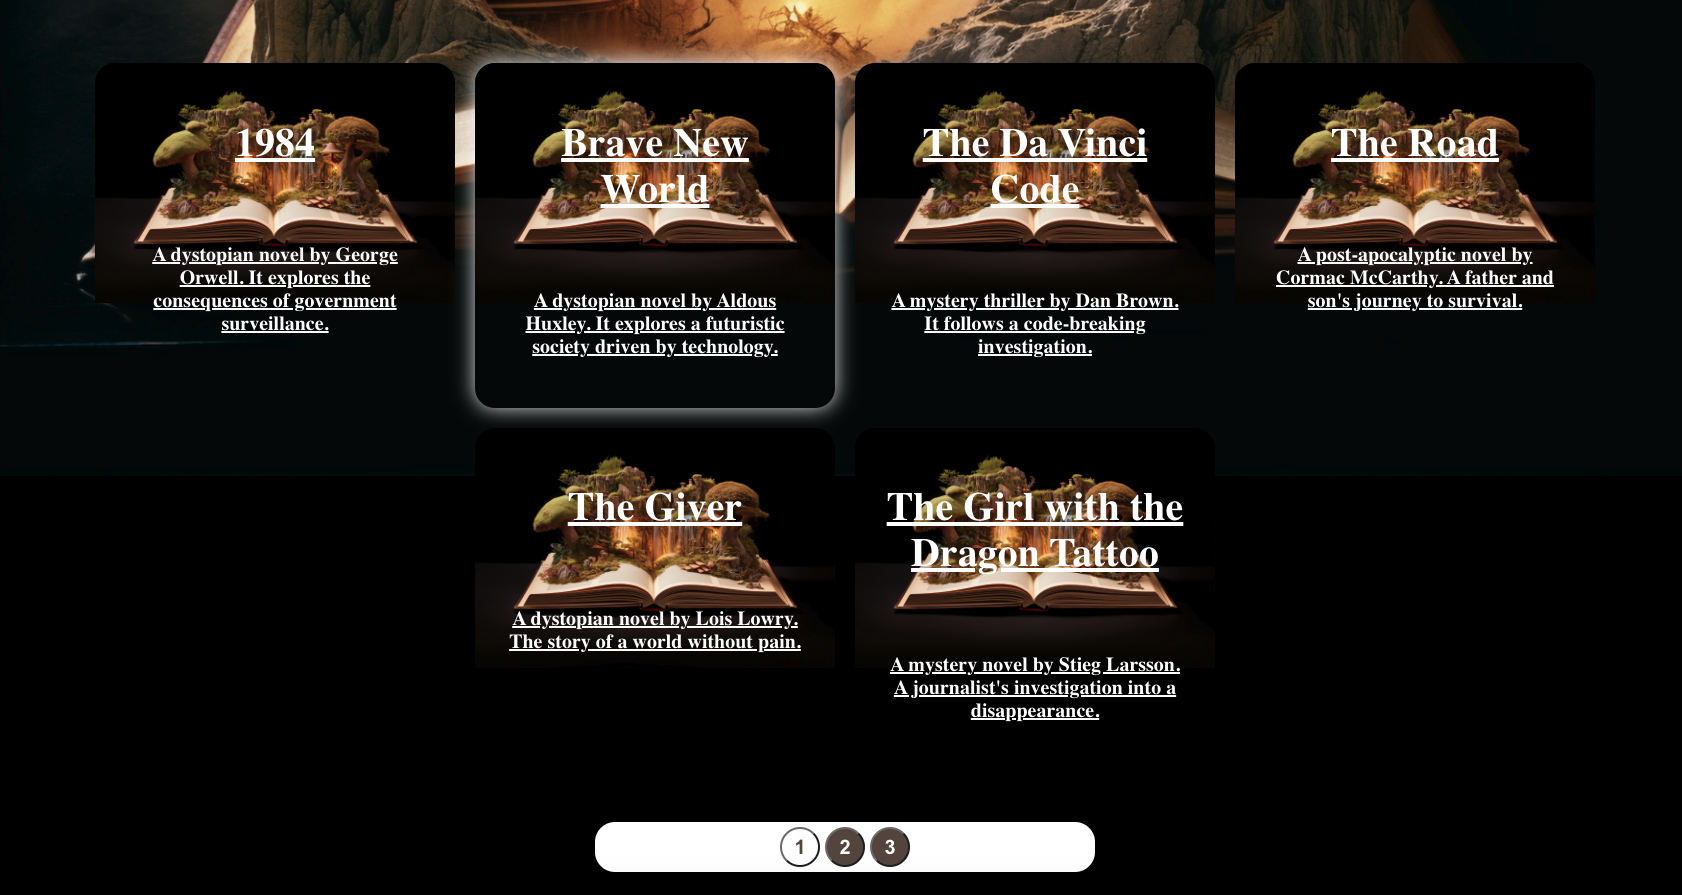 1984
A dystopian novel by George
Orwell. It explores the
consequences of government
surveillance.
Brave New
World
A dystopian novel by Aldous
Huxley. It explores a futuristic
society driven by technology.
The Da Vinci
Code
A mystery thriller by Dan Brown.
It follows a code-breaking
investigation.
The Road
A post-apocalyptic novel by
Cormac McCarthy. A father and
son's journey to survival.
The Giver
A dystopian novel by Lois Lowry.
The story of a world without pain.
The Girl with the
Dragon Tattoo
A mystery novel by Stieg Larsson.
A journalist's investigation into a
disappearance.
1 2 3